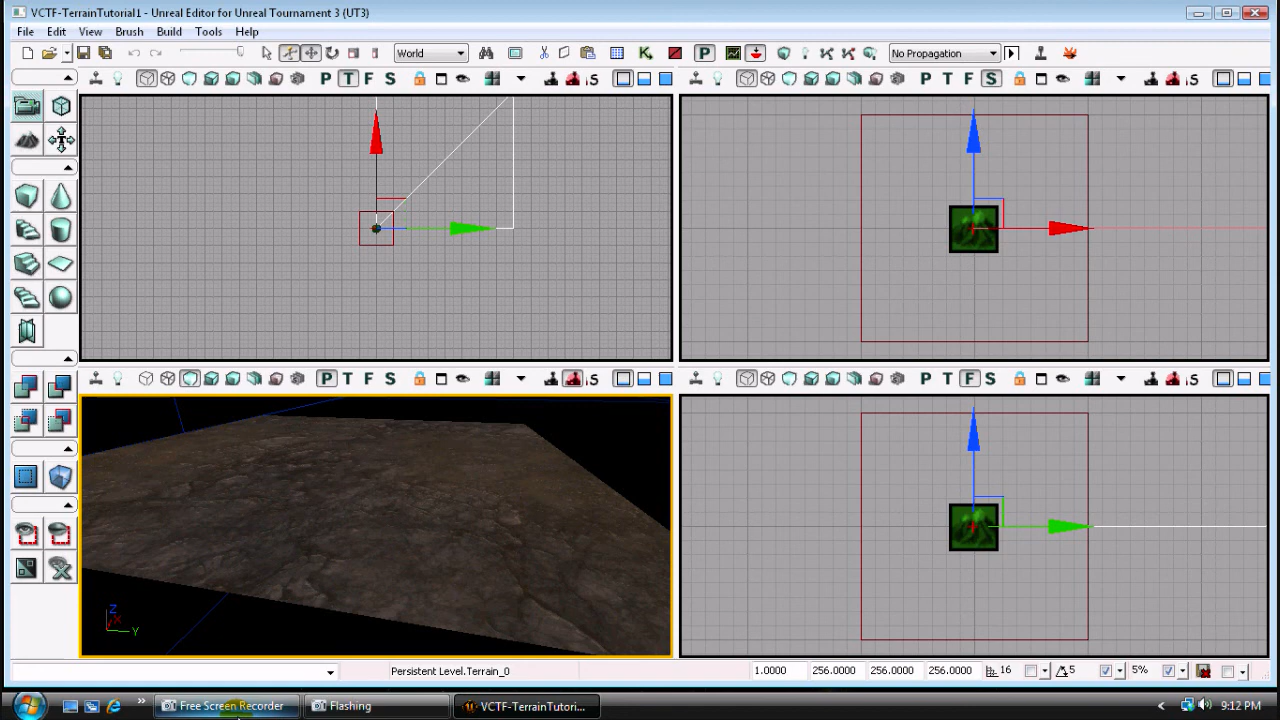 VCTF-TerrainTutorial1 - Unreal Editor for Unreal Tournament 3 (UT3)
File Edit View Brush Build Tools Help
World
P
No Propagation
P T F S
P T F S
P T F S
P T F S
Z
X
Y
Persistent Level.Terrain_0
1.0000 256.0000 256.0000 256.0000 16 5 5%
Free Screen Recorder Flashing VCTF-TerrainTutori... 9:12 PM